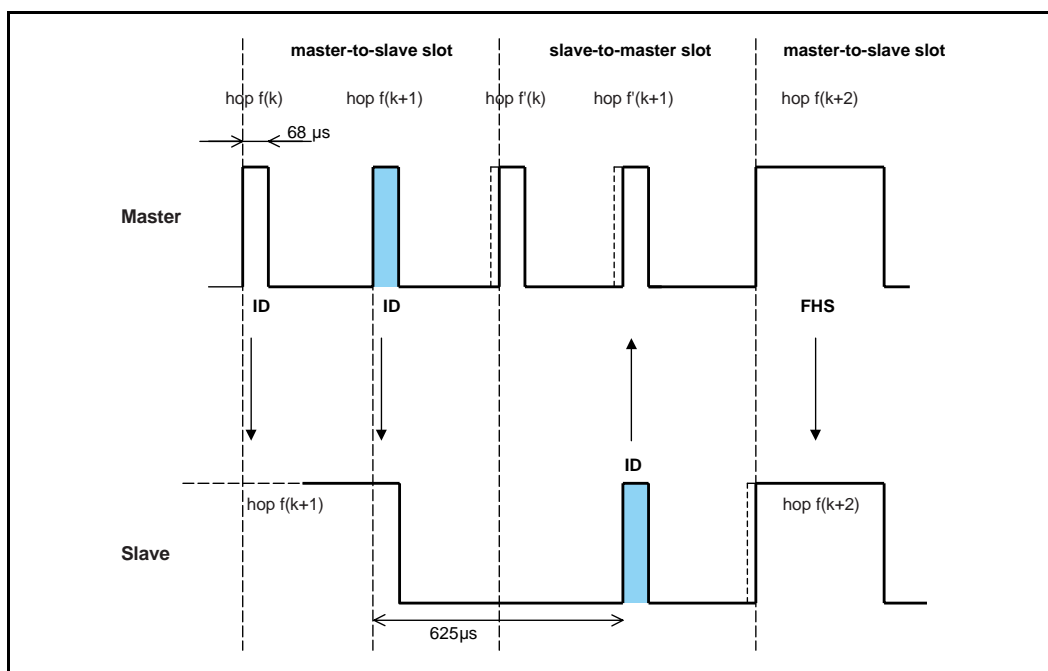 master-to-slave slot slave-to-master slot master-to-slave slot
hop f(k) hop f(k+1) hop f'(k) hop f'(k+1) hop f(k+2)
68 µs
Master
ID ID FHS
ID
hop f(k+1) hop f(k+2)
Slave
625µs